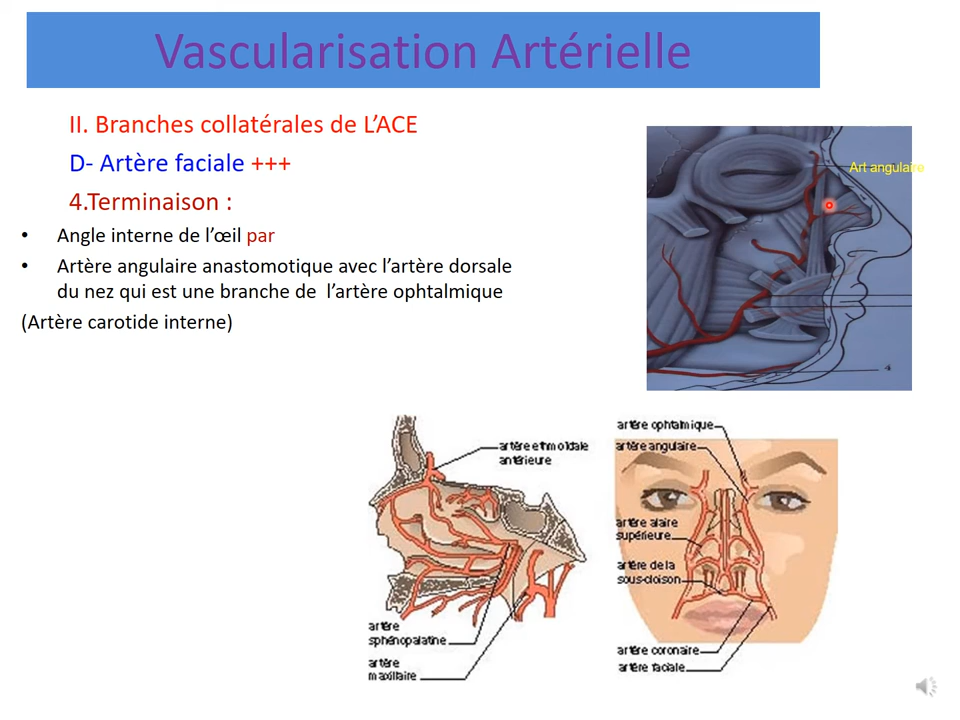 Vascularisation Artérielle
II. Branches collatérales de L’ACE
D- Artère faciale +++
4.Terminaison :
• Angle interne de l’œil par
• Artère angulaire anastomotique avec l’artère dorsale
du nez qui est une branche de l’artère ophtalmique
(Artère carotide interne)
Art angulaire
4
artère ethmoïdale
antérieure
artère
sphénopalatine
artère
maxillaire
artère ophtalmique
artère angulaire
artère alaire
supérieure
artère de la
sous-cloison
artère coronaire
artère faciale